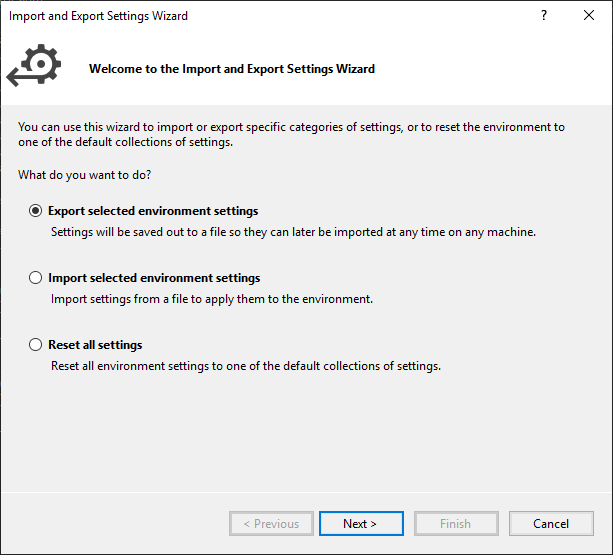 Import and Export Settings Wizard
?
Welcome to the Import and Export Settings Wizard
You can use this wizard to import or export specific categories of settings, or to reset the environment to
one of the default collections of settings.
What do you want to do?
Export selected environment settings
Settings will be saved out to a file so they can later be imported at any time on any machine.
Import selected environment settings
Import settings from a file to apply them to the environment.
Reset all settings
Reset all environment settings to one of the default collections of settings.
< Previous
Next >
Finish
Cancel